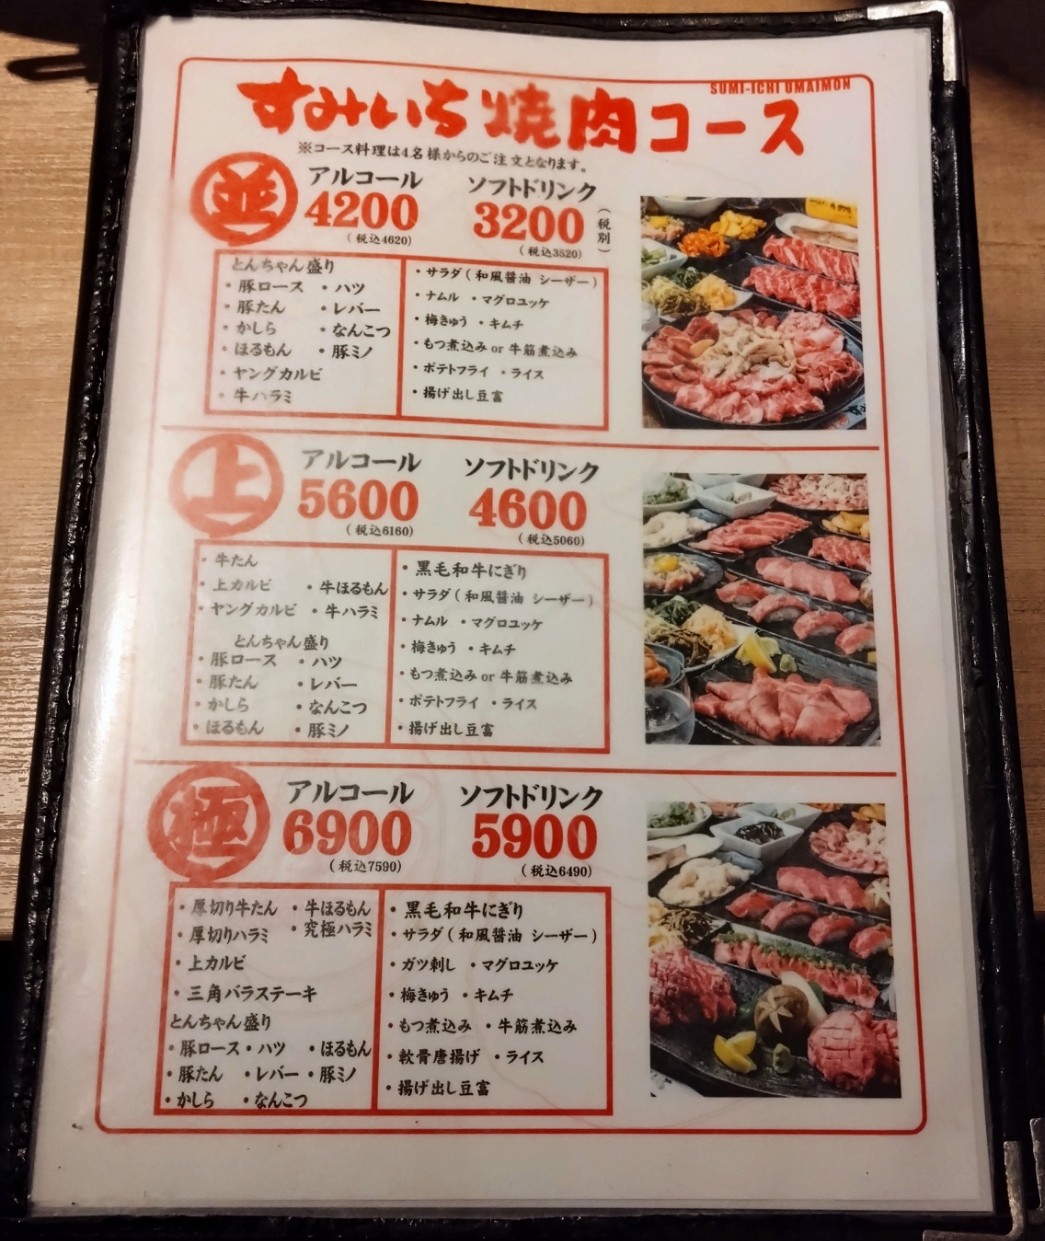 SUMI-ICHI UMAIMON
すみいち焼肉コース
※コース料理は4名様からのご注文となります。
並
アルコール ソフトドリンク
4200 3200 (税別)
(税込4620) (税込3520)
とんちゃん盛り
・豚ロース ・ハツ
・豚たん ・レバー
・かしら ・なんこつ
・ほるもん ・豚ミノ
・ヤングカルビ
・牛ハラミ
・サラダ(和風醤油 シーザー)
・ナムル ・マグロユッケ
・梅きゅう ・キムチ
・もつ煮込み or 牛筋煮込み
・ポテトフライ ・ライス
・揚げ出し豆富
上
アルコール ソフトドリンク
5600 4600
(税込6160) (税込5060)
・牛たん
・上カルビ ・牛ほるもん
・ヤングカルビ ・牛ハラミ
とんちゃん盛り
・豚ロース ・ハツ
・豚たん ・レバー
・かしら ・なんこつ
・ほるもん ・豚ミノ
・黒毛和牛にぎり
・サラダ(和風醤油 シーザー)
・ナムル ・マグロユッケ
・梅きゅう ・キムチ
・もつ煮込み or 牛筋煮込み
・ポテトフライ ・ライス
・揚げ出し豆富
極
アルコール ソフトドリンク
6900 5900
(税込7590) (税込6490)
・厚切り牛たん ・牛ほるもん
・厚切りハラミ ・究極ハラミ
・上カルビ
・三角バラステーキ
とんちゃん盛り
・豚ロース・ハツ ・ほるもん
・豚たん ・レバー ・豚ミノ
・かしら ・なんこつ
・黒毛和牛にぎり
・サラダ(和風醤油 シーザー)
・ガツ刺し ・マグロユッケ
・梅きゅう ・キムチ
・もつ煮込み ・牛筋煮込み
・軟骨唐揚げ ・ライス
・揚げ出し豆富